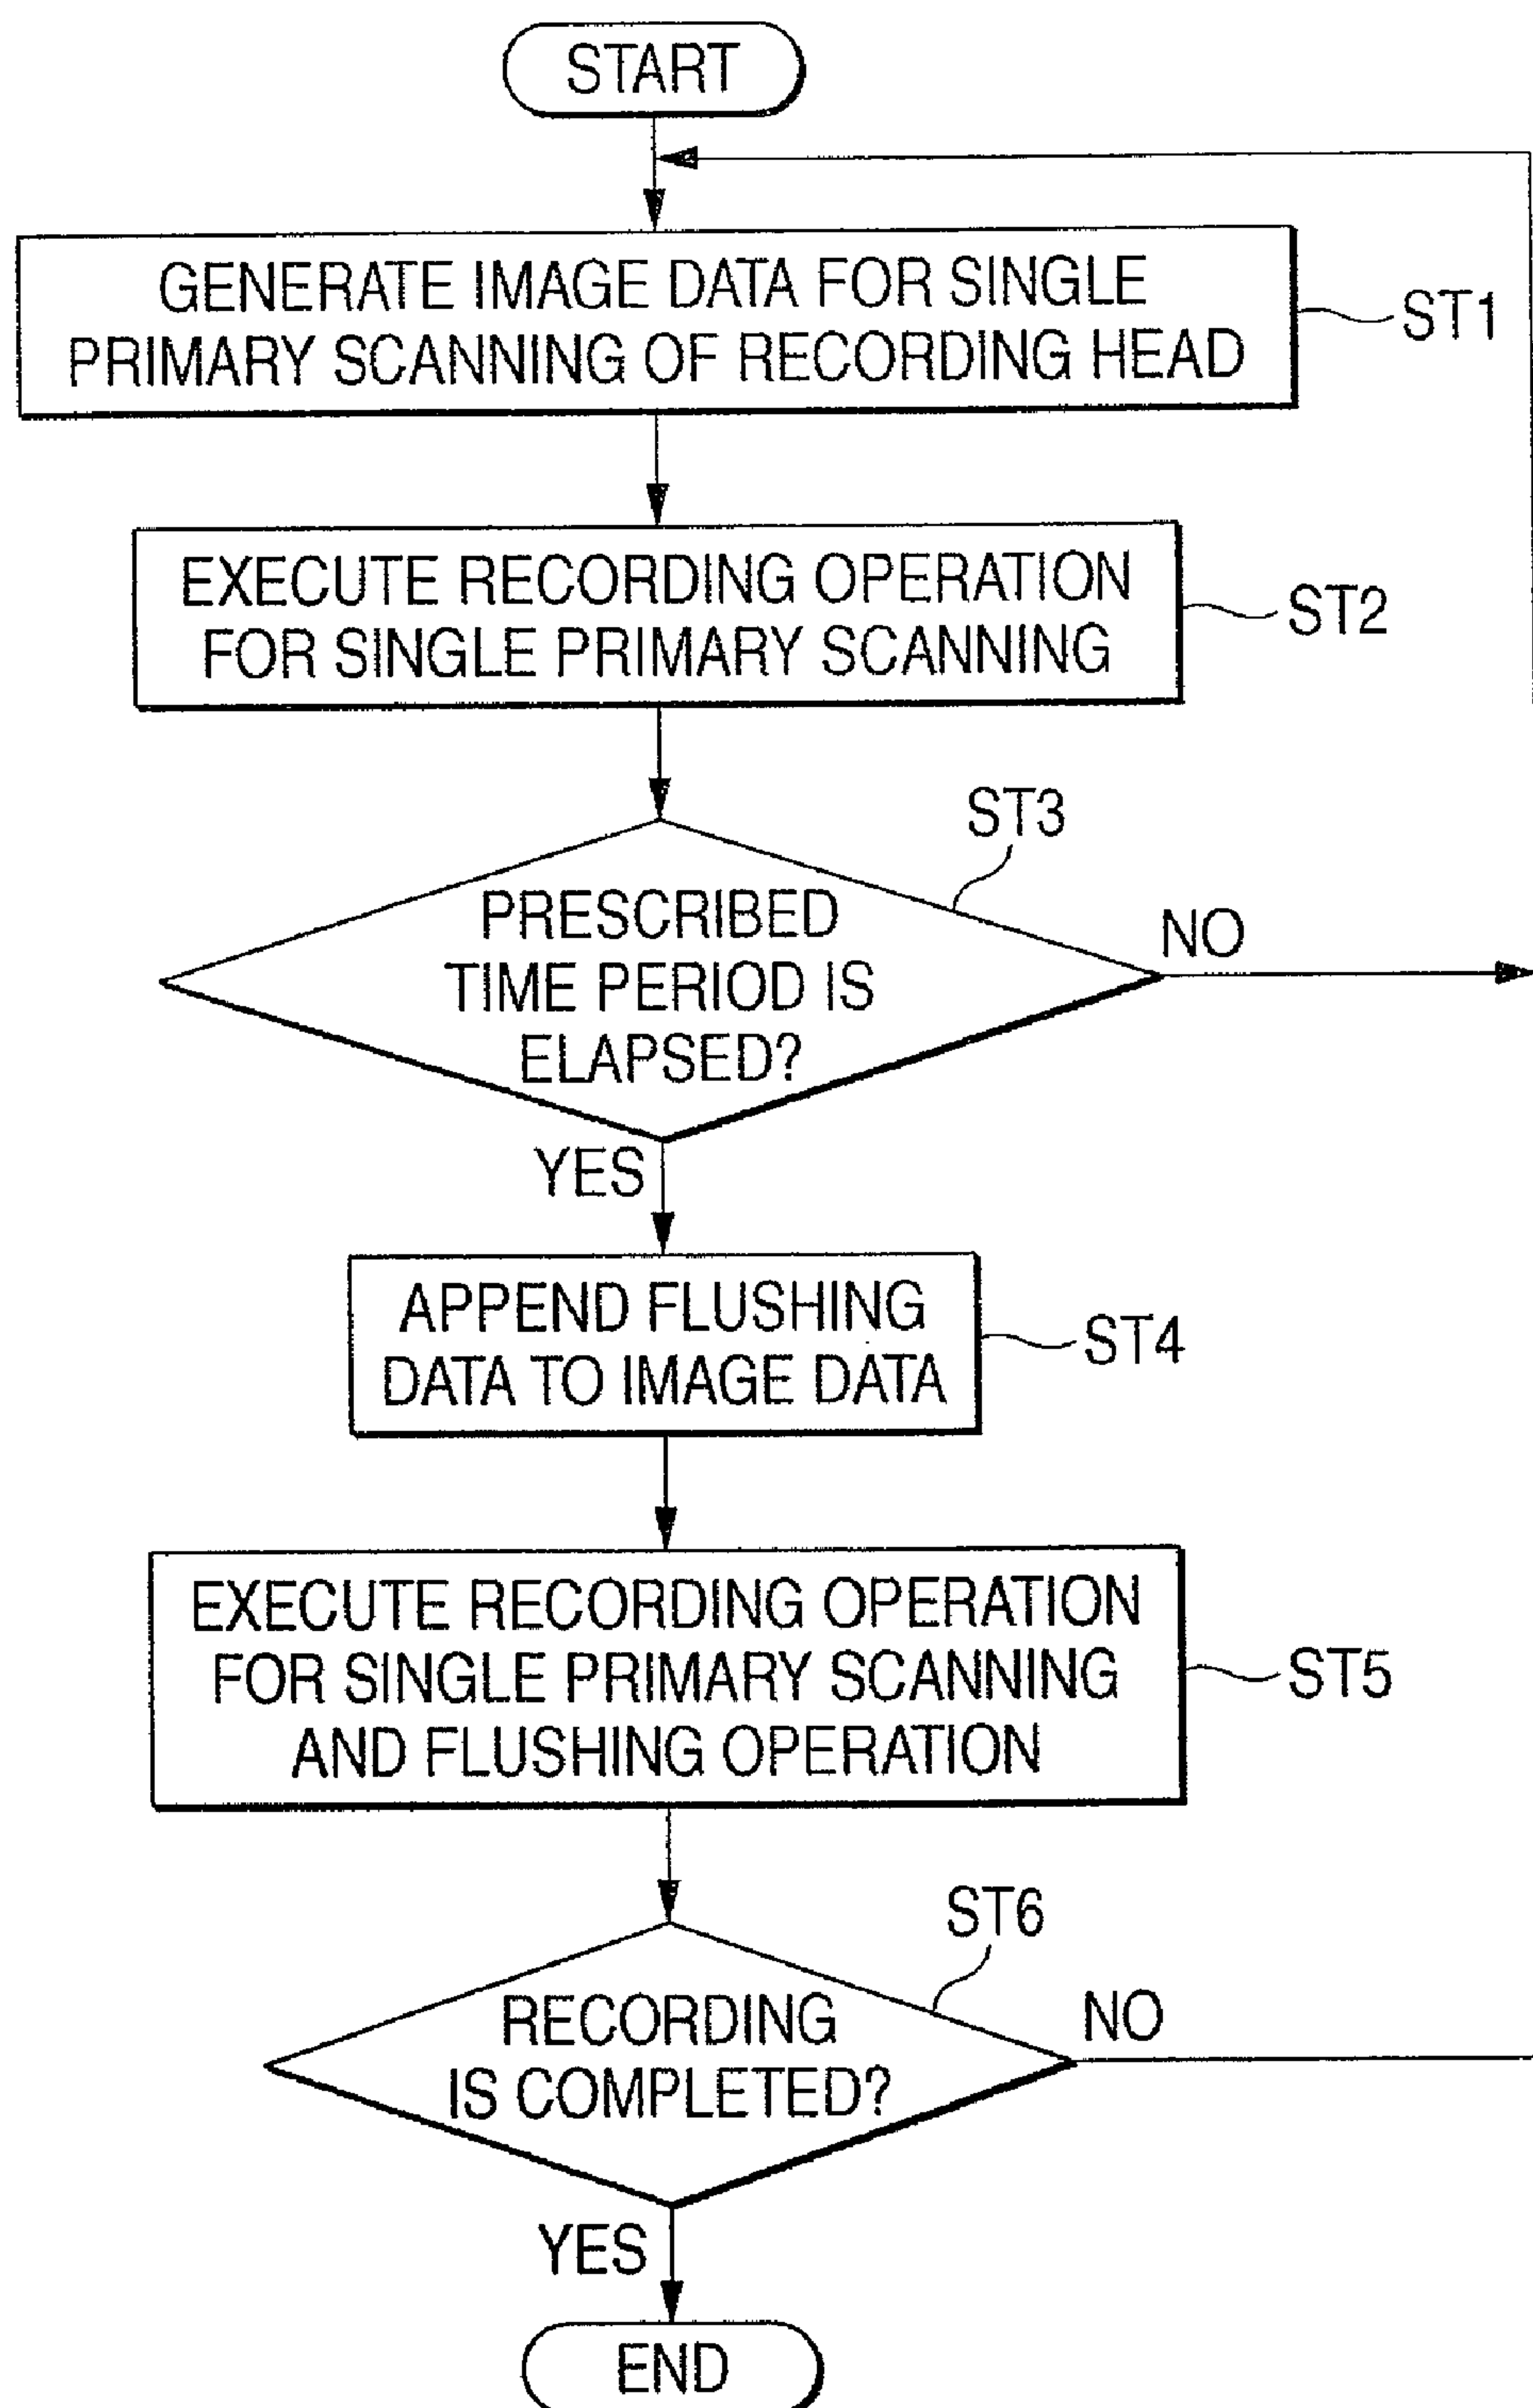 START
GENERATE IMAGE DATA FOR SINGLE
PRIMARY SCANNING OF RECORDING HEAD
ST1
EXECUTE RECORDING OPERATION
FOR SINGLE PRIMARY SCANNING
ST2
ST3
PRESCRIBED
TIME PERIOD IS
ELAPSED?
NO
YES
APPEND FLUSHING
DATA TO IMAGE DATA
ST4
EXECUTE RECORDING OPERATION
FOR SINGLE PRIMARY SCANNING
AND FLUSHING OPERATION
ST5
ST6
RECORDING
IS COMPLETED?
NO
YES
END